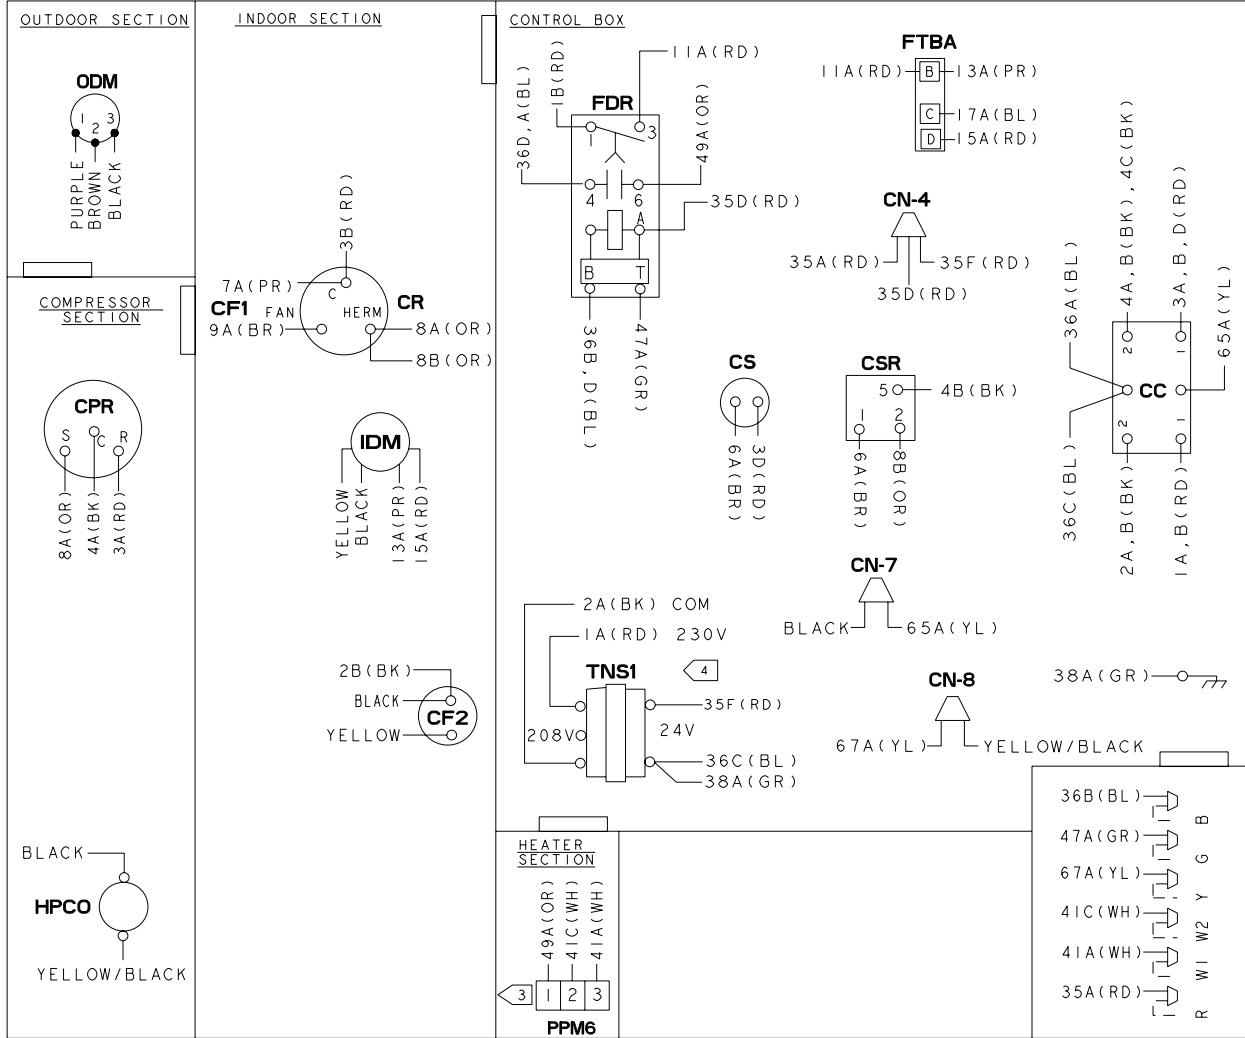 OUTDOOR SECTION
ODM
1 2 3
PURPLE
BROWN
BLACK
COMPRESSOR
SECTION
CPR
S C R
8A(OR)
4A(BK)
3A(RD)
BLACK
HPCO
YELLOW/BLACK
INDOOR SECTION
3B(RD)
7A(PR)
C
CF1 FAN HERM CR
9A(BR)
8A(OR)
8B(OR)
IDM
YELLOW
BLACK
13A(PR)
15A(RD)
2B(BK)
BLACK
CF2
YELLOW
CONTROL BOX
36D,A(BL)
1B(RD)
11A(RD)
FDR
49A(OR)
1 3
4 6
A
35D(RD)
B T
36B,D(BL)
47A(GR)
FTBA
11A(RD) B 13A(PR)
C 17A(BL)
D 15A(RD)
CN-4
35A(RD) 35F(RD)
35D(RD)
36A(BL)
4A,B(BK),4C(BK)
3A,B,D(RD)
65A(YL)
2 1
CC
2 1
36C(BL)
2A,B(BK)
1A,B(RD)
CS
6A(BR)
3D(RD)
CSR
5 4B(BK)
1 2
6A(BR)
8B(OR)
CN-7
BLACK 65A(YL)
2A(BK) COM
1A(RD) 230V
TNS1 4
35F(RD)
208V 24V
36C(BL)
38A(GR)
CN-8
67A(YL) YELLOW/BLACK
38A(GR)
HEATER
SECTION
49A(OR)
41C(WH)
41A(WH)
3 1 2 3
PPM6
36B(BL) B
47A(GR) G
67A(YL) Y
41C(WH) W2
41A(WH) W1
35A(RD) R